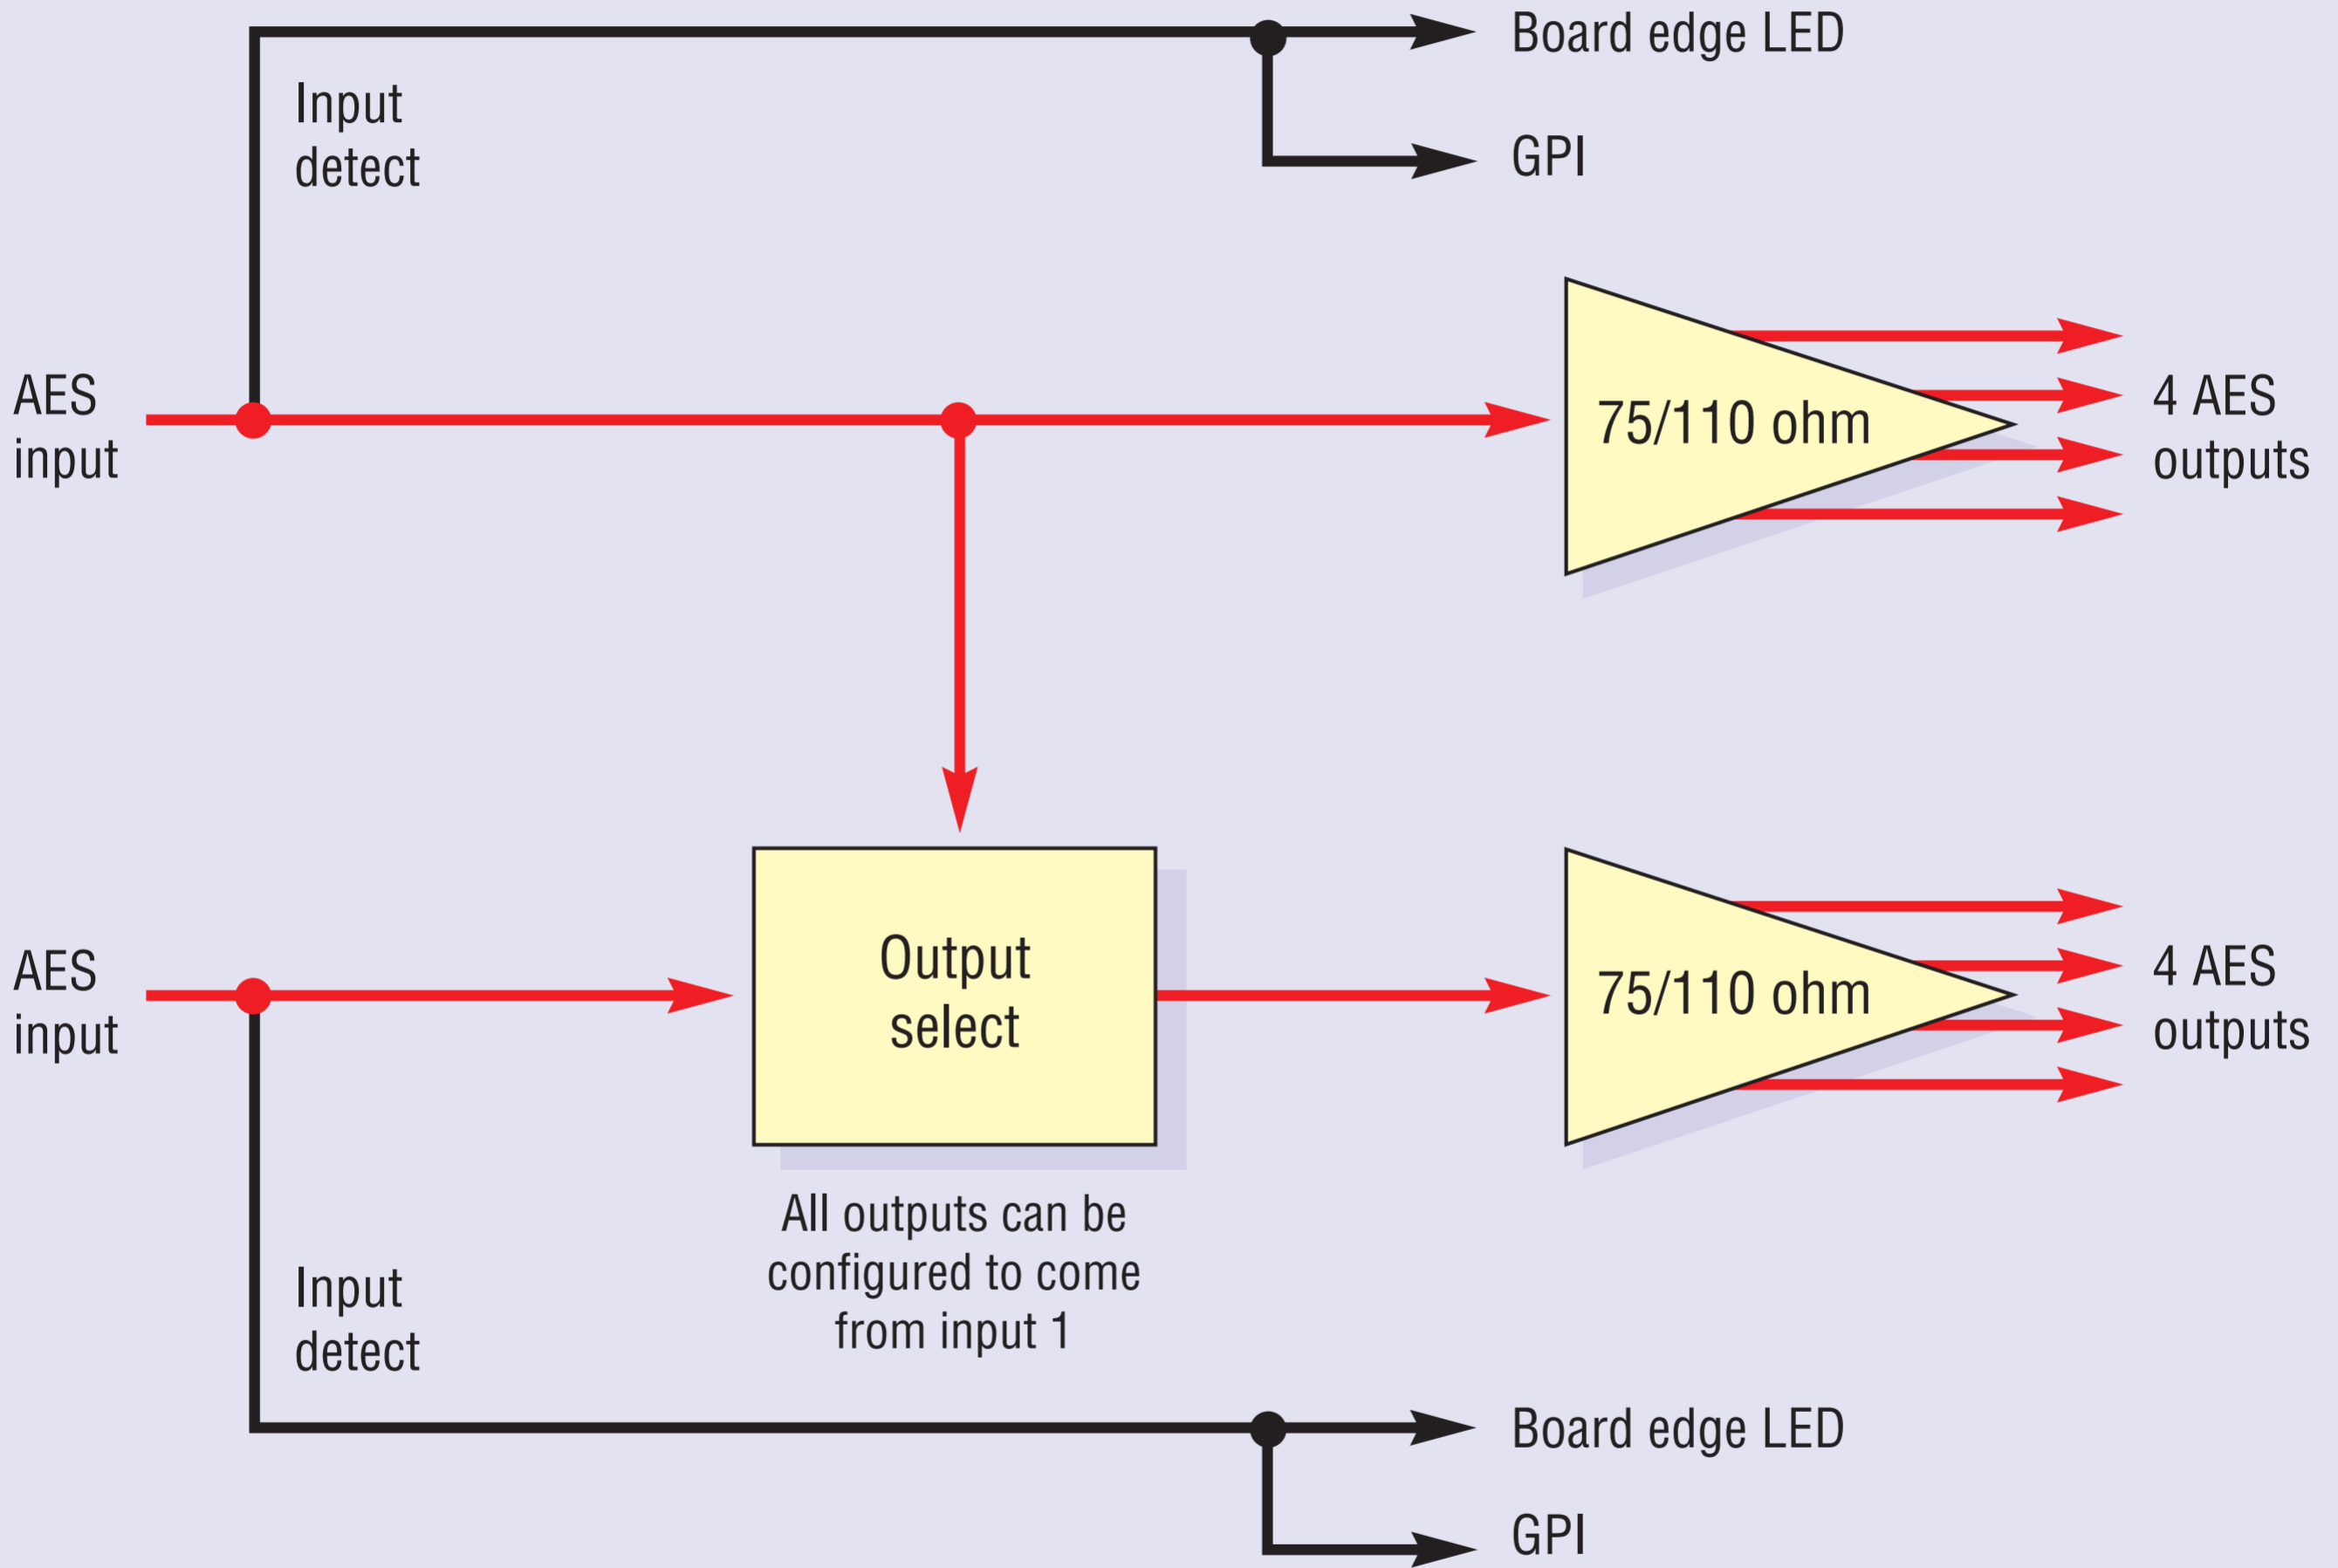 Board edge LED
Input
detect
GPI
AES
input
75/110 ohm
4 AES
outputs
AES
input
Output
select
75/110 ohm
4 AES
outputs
All outputs can be
configured to come
from input 1
Input
detect
Board edge LED
GPI